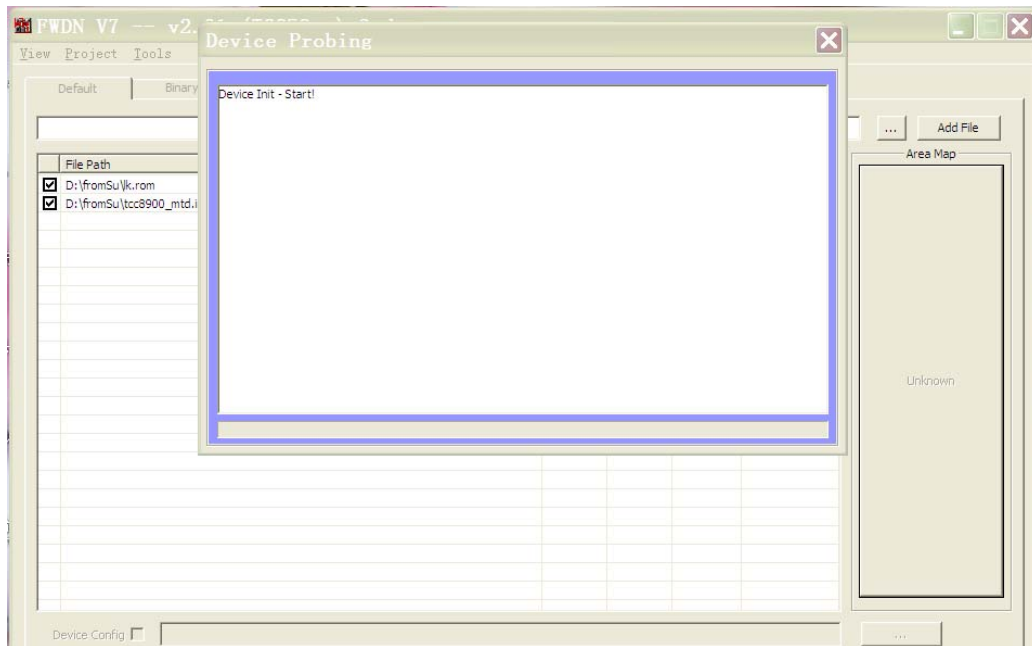 FWDN V7 -- v2.
Device Probing
View Project Tools
Default
Binary
Device Init - Start!
...
Add File
File Path
Area Map
D:\fromSu\lk.rom
D:\fromSu\tcc8900_mtd.i
Unknown
Device Config
...